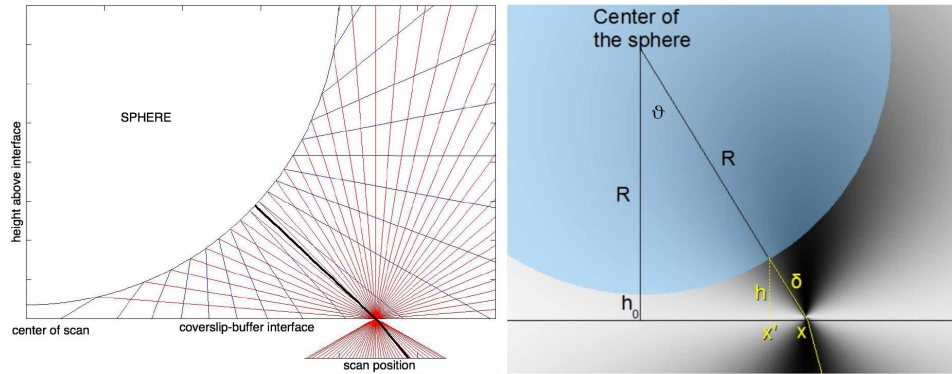 SPHERE
height above interface
center of scan
coverslip-buffer interface
scan position
Center of
the sphere
ϑ
R
R
h₀
h
δ
x'
x